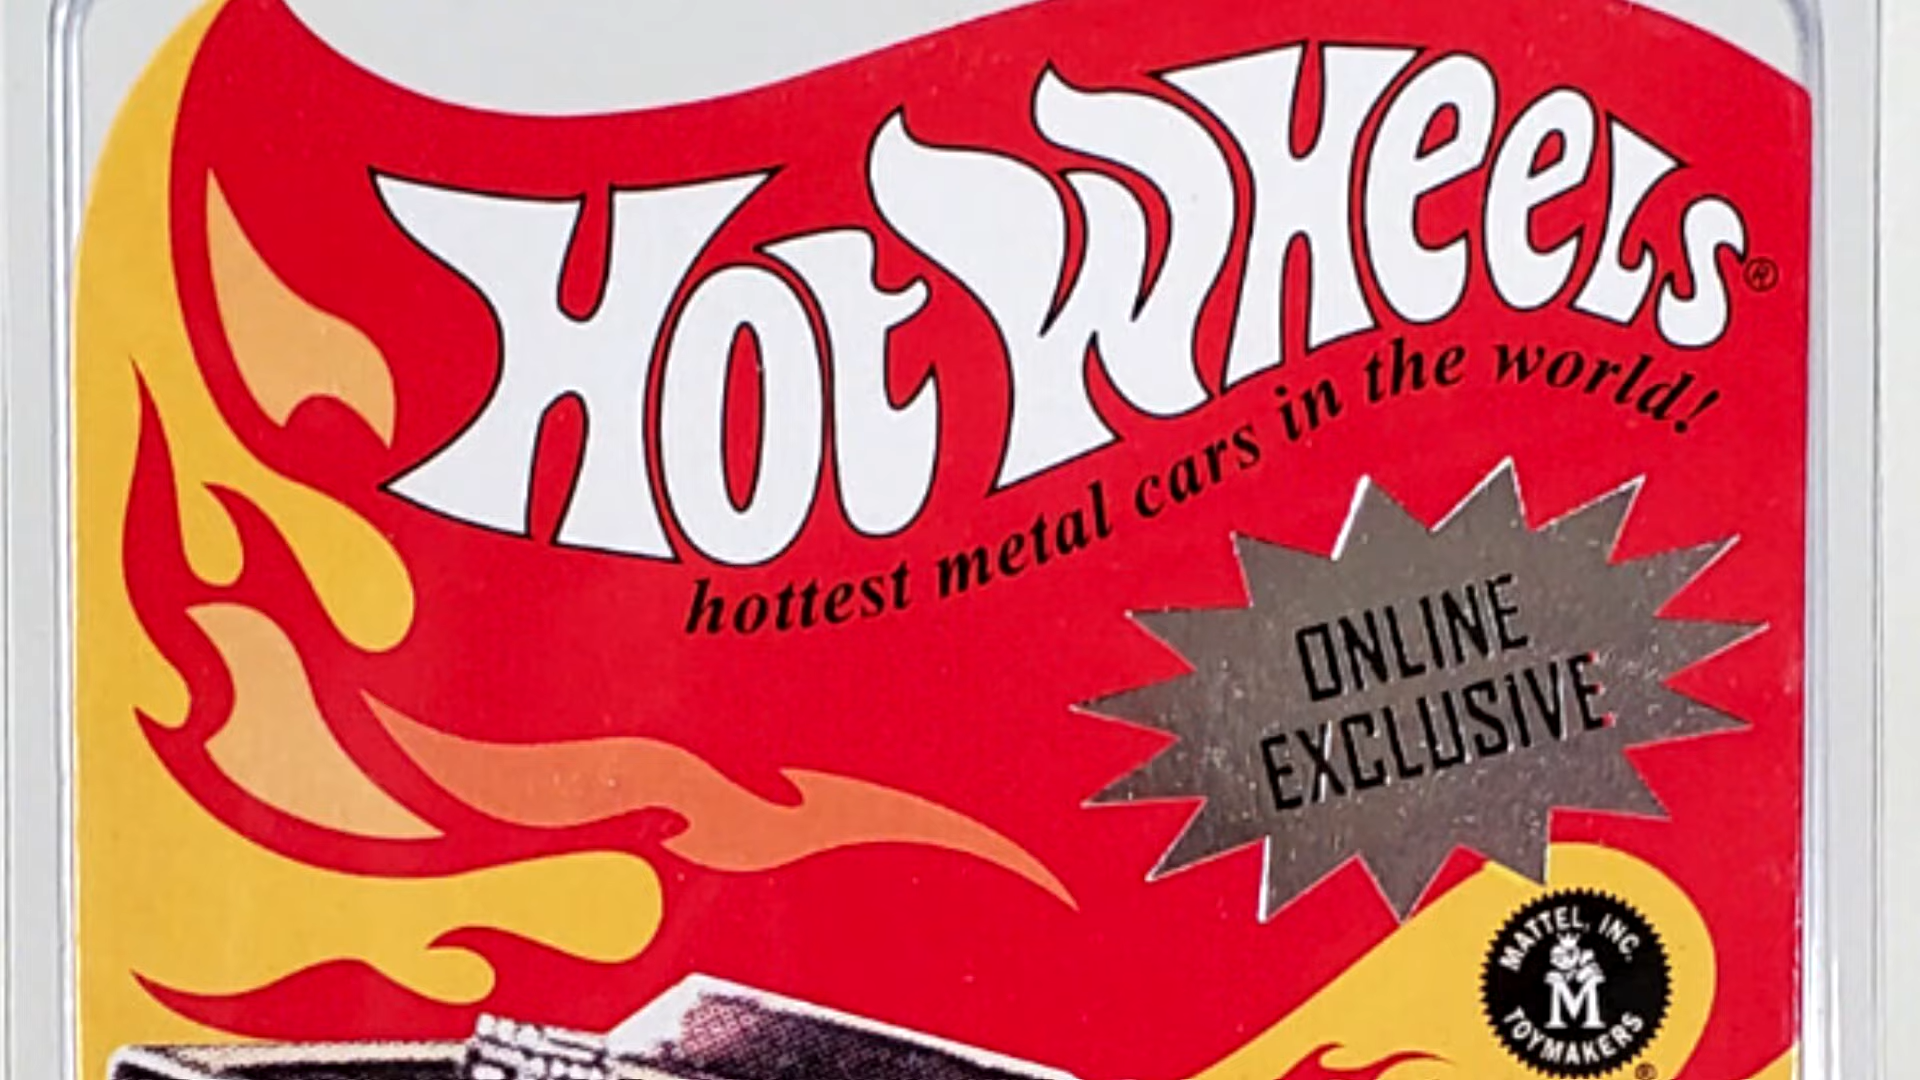 Hot Wheels®
hottest metal cars in the world!
ONLINE
EXCLUSiVE
MATTEL, INC.
M
TOYMAKERS
®